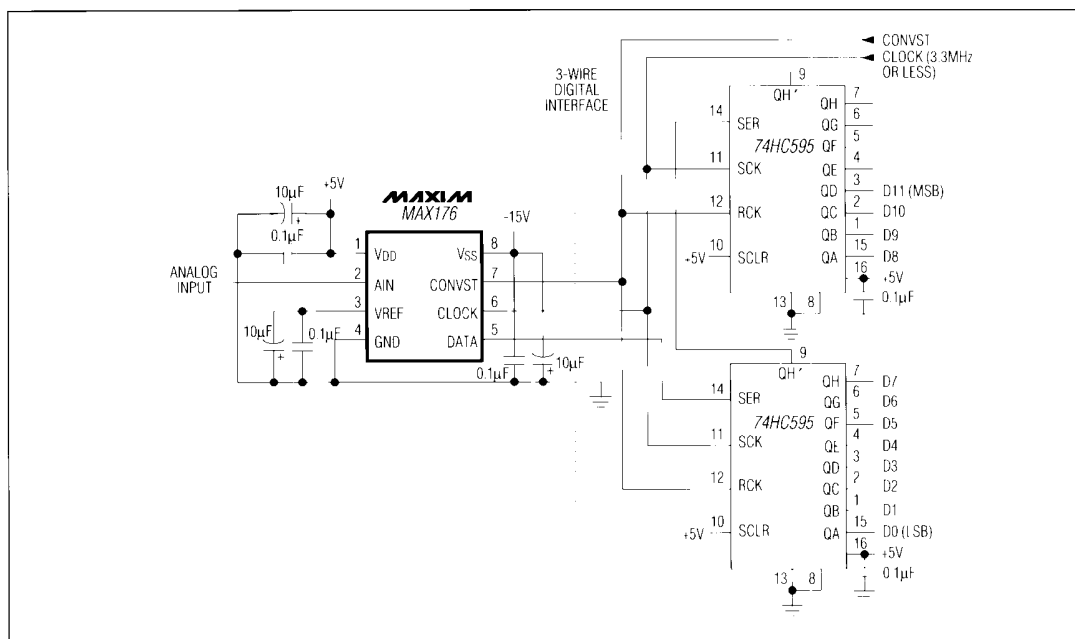 CONVST
CLOCK (3.3MHz
OR LESS)
3-WIRE
DIGITAL
INTERFACE
9
QH'
14
SER
74HC595
11
SCK
12
RCK
10
+5V
SCLR
QH
7
QG
6
QF
5
QE
4
QD
3
D11 (MSB)
QC
2
D10
QB
1
D9
QA
15
D8
16
+5V
0.1µF
13
8
10µF
+5V
+
0.1µF
MAXIM
MAX176
-15V
1
VDD
VSS
8
ANALOG
INPUT
2
AIN
CONVST
7
3
VREF
CLOCK
6
4
GND
DATA
5
10µF
+
0.1µF
0.1µF
+
10µF
9
QH'
14
SER
74HC595
11
SCK
12
RCK
10
+5V
SCLR
QH
7
D7
QG
6
D6
QF
5
D5
QE
4
D4
QD
3
D3
QC
2
D2
QB
1
D1
QA
15
D0 (LSB)
16
+5V
0.1µF
13
8